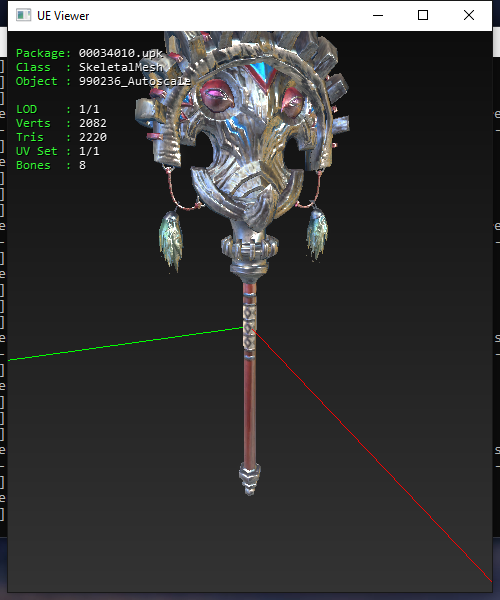 UE Viewer
Package: 00034010.upk
Class : SkeletalMesh
Object : 990236_Autoscale
LOD : 1/1
Verts : 2082
Tris : 2220
UV Set : 1/1
Bones : 8